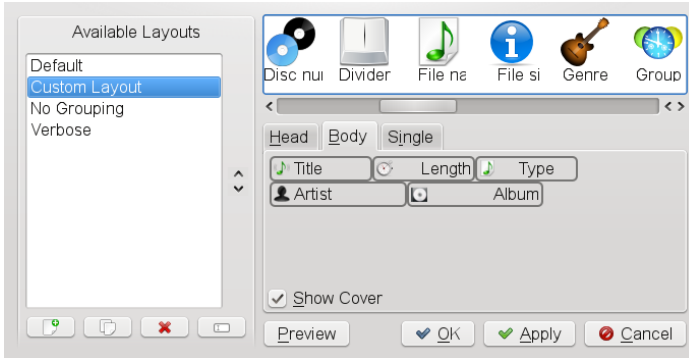 Available Layouts
Default
Custom Layout
No Grouping
Verbose
Disc nui Divider File na File si Genre Group
Head Body Single
Title Length Type
Artist Album
Show Cover
Preview OK Apply Cancel